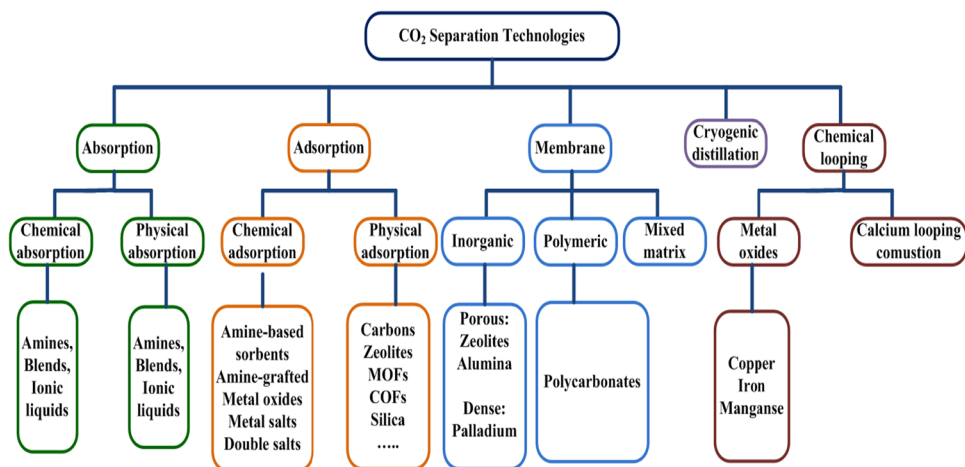 CO₂ Separation Technologies
Absorption
Adsorption
Membrane
Cryogenic
distillation
Chemical
looping
Chemical
absorption
Physical
absorption
Chemical
adsorption
Physical
adsorption
Inorganic
Polymeric
Mixed
matrix
Metal
oxides
Calcium looping
comustion
Amines,
Blends,
Ionic
liquids
Amines,
Blends,
Ionic
liquids
Amine-based
sorbents
Amine-grafted
Metal oxides
Metal salts
Double salts
Carbons
Zeolites
MOFs
COFs
Silica
.....
Porous:
Zeolites
Alumina
Dense:
Palladium
Polycarbonates
Copper
Iron
Manganse